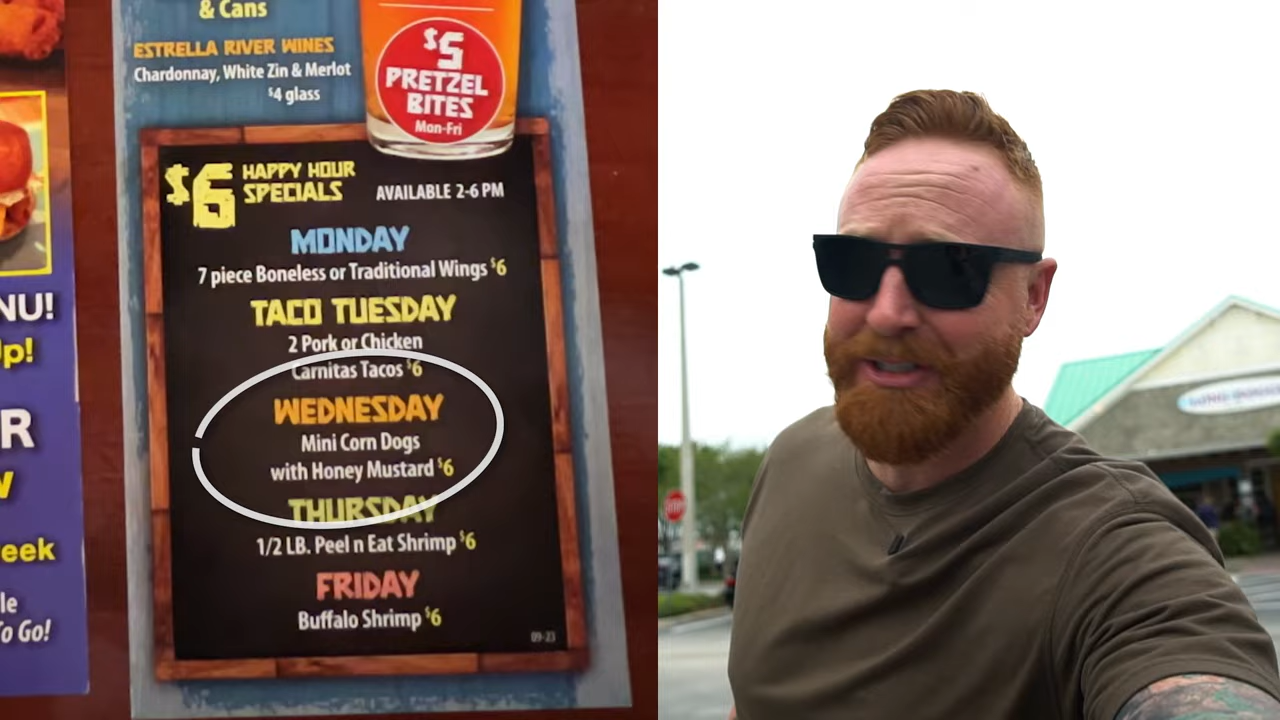 & Cans
ESTRELLA RIVER WINES
Chardonnay, White Zin & Merlot
$4 glass
$5
PRETZEL
BITES
Mon-Fri
$6 HAPPY HOUR
SPECIALS
AVAILABLE 2-6 PM
MONDAY
7 piece Boneless or Traditional Wings $6
TACO TUESDAY
2 Pork or Chicken
Carnitas Tacos $6
WEDNESDAY
Mini Corn Dogs
with Honey Mustard $6
THURSDAY
1/2 LB. Peel n Eat Shrimp $6
FRIDAY
Buffalo Shrimp $6
09-23
NU!
p!
R
eek
le
To Go!
STOP